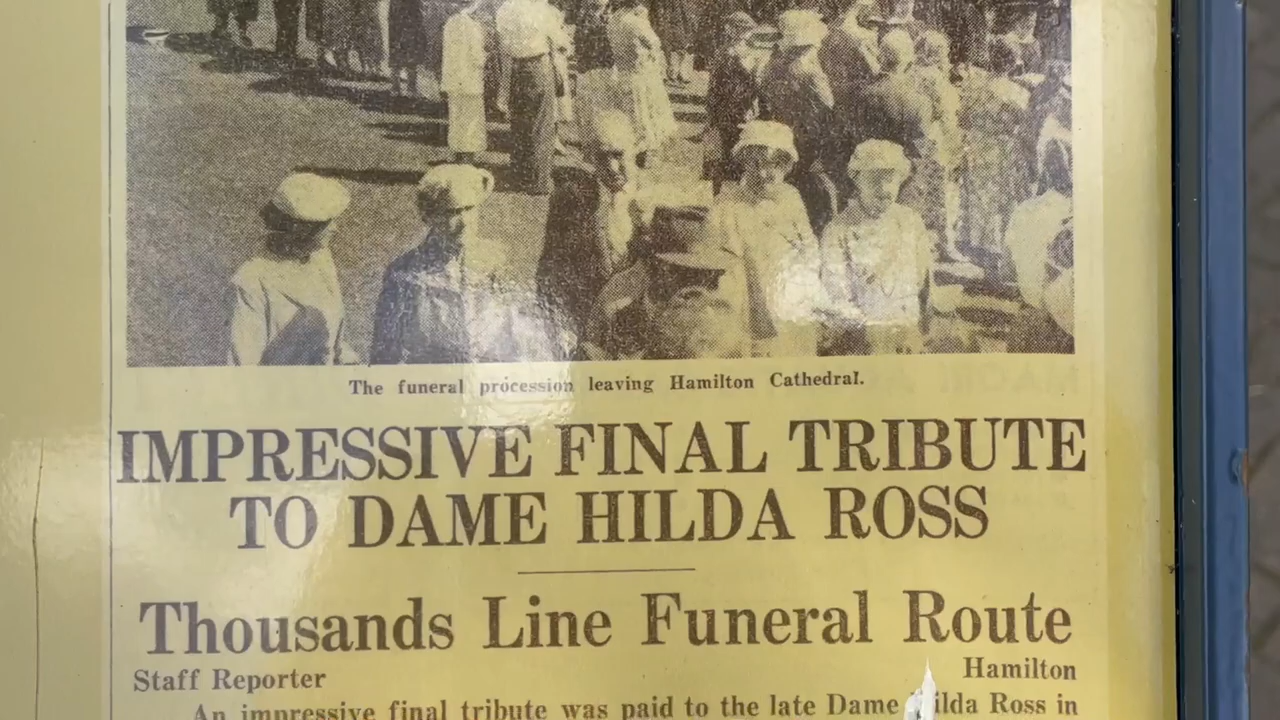 The funeral procession leaving Hamilton Cathedral.
IMPRESSIVE FINAL TRIBUTE
TO DAME HILDA ROSS
Thousands Line Funeral Route
Staff Reporter Hamilton
An impressive final tribute was paid to the late Dame ilda Ross in